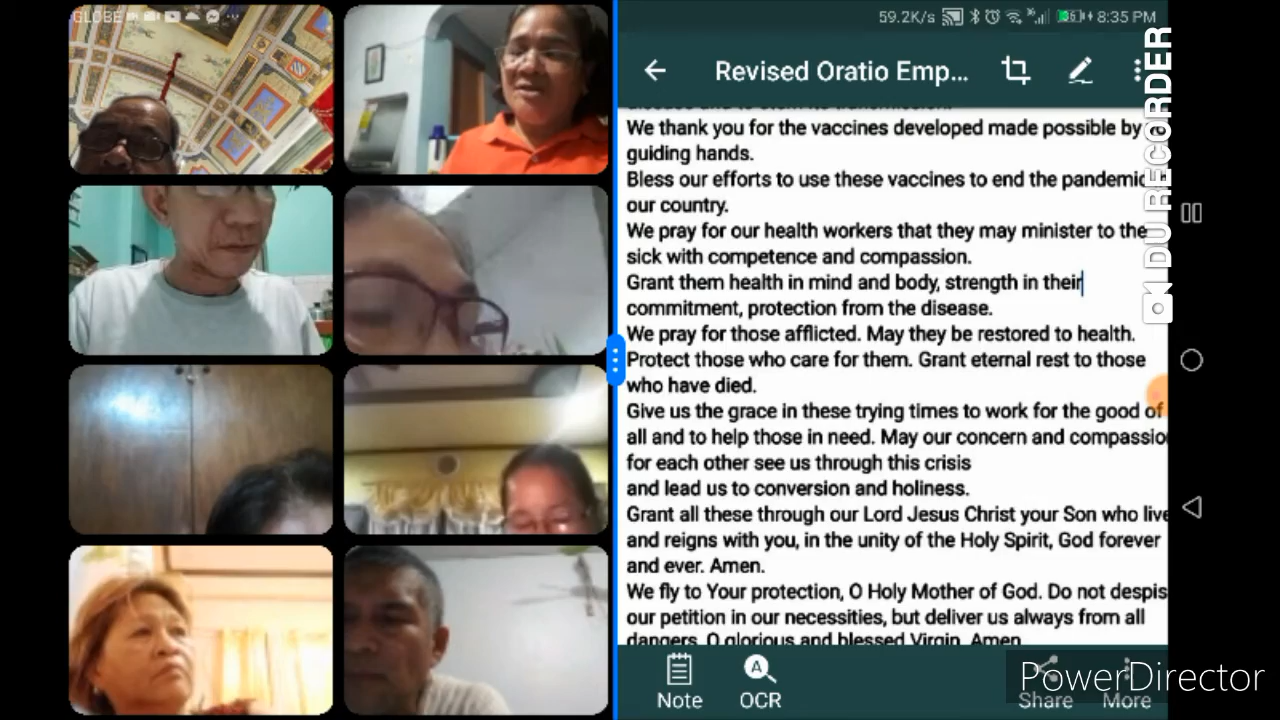 GLOBE
59.2K/s
8:35 PM
Revised Oratio Emp...
We thank you for the vaccines developed made possible by
guiding hands.
Bless our efforts to use these vaccines to end the pandemic
our country.
We pray for our health workers that they may minister to the
sick with competence and compassion.
Grant them health in mind and body, strength in their
commitment, protection from the disease.
We pray for those afflicted. May they be restored to health.
Protect those who care for them. Grant eternal rest to those
who have died.
Give us the grace in these trying times to work for the good of
all and to help those in need. May our concern and compassio
for each other see us through this crisis
and lead us to conversion and holiness.
Grant all these through our Lord Jesus Christ your Son who live
and reigns with you, in the unity of the Holy Spirit, God forever
and ever. Amen.
We fly to Your protection, O Holy Mother of God. Do not despis
our petition in our necessities, but deliver us always from all
dangers, O glorious and blessed Virgin. Amen
Note
A
OCR
Share
More
DU RECORDER
PowerDirector